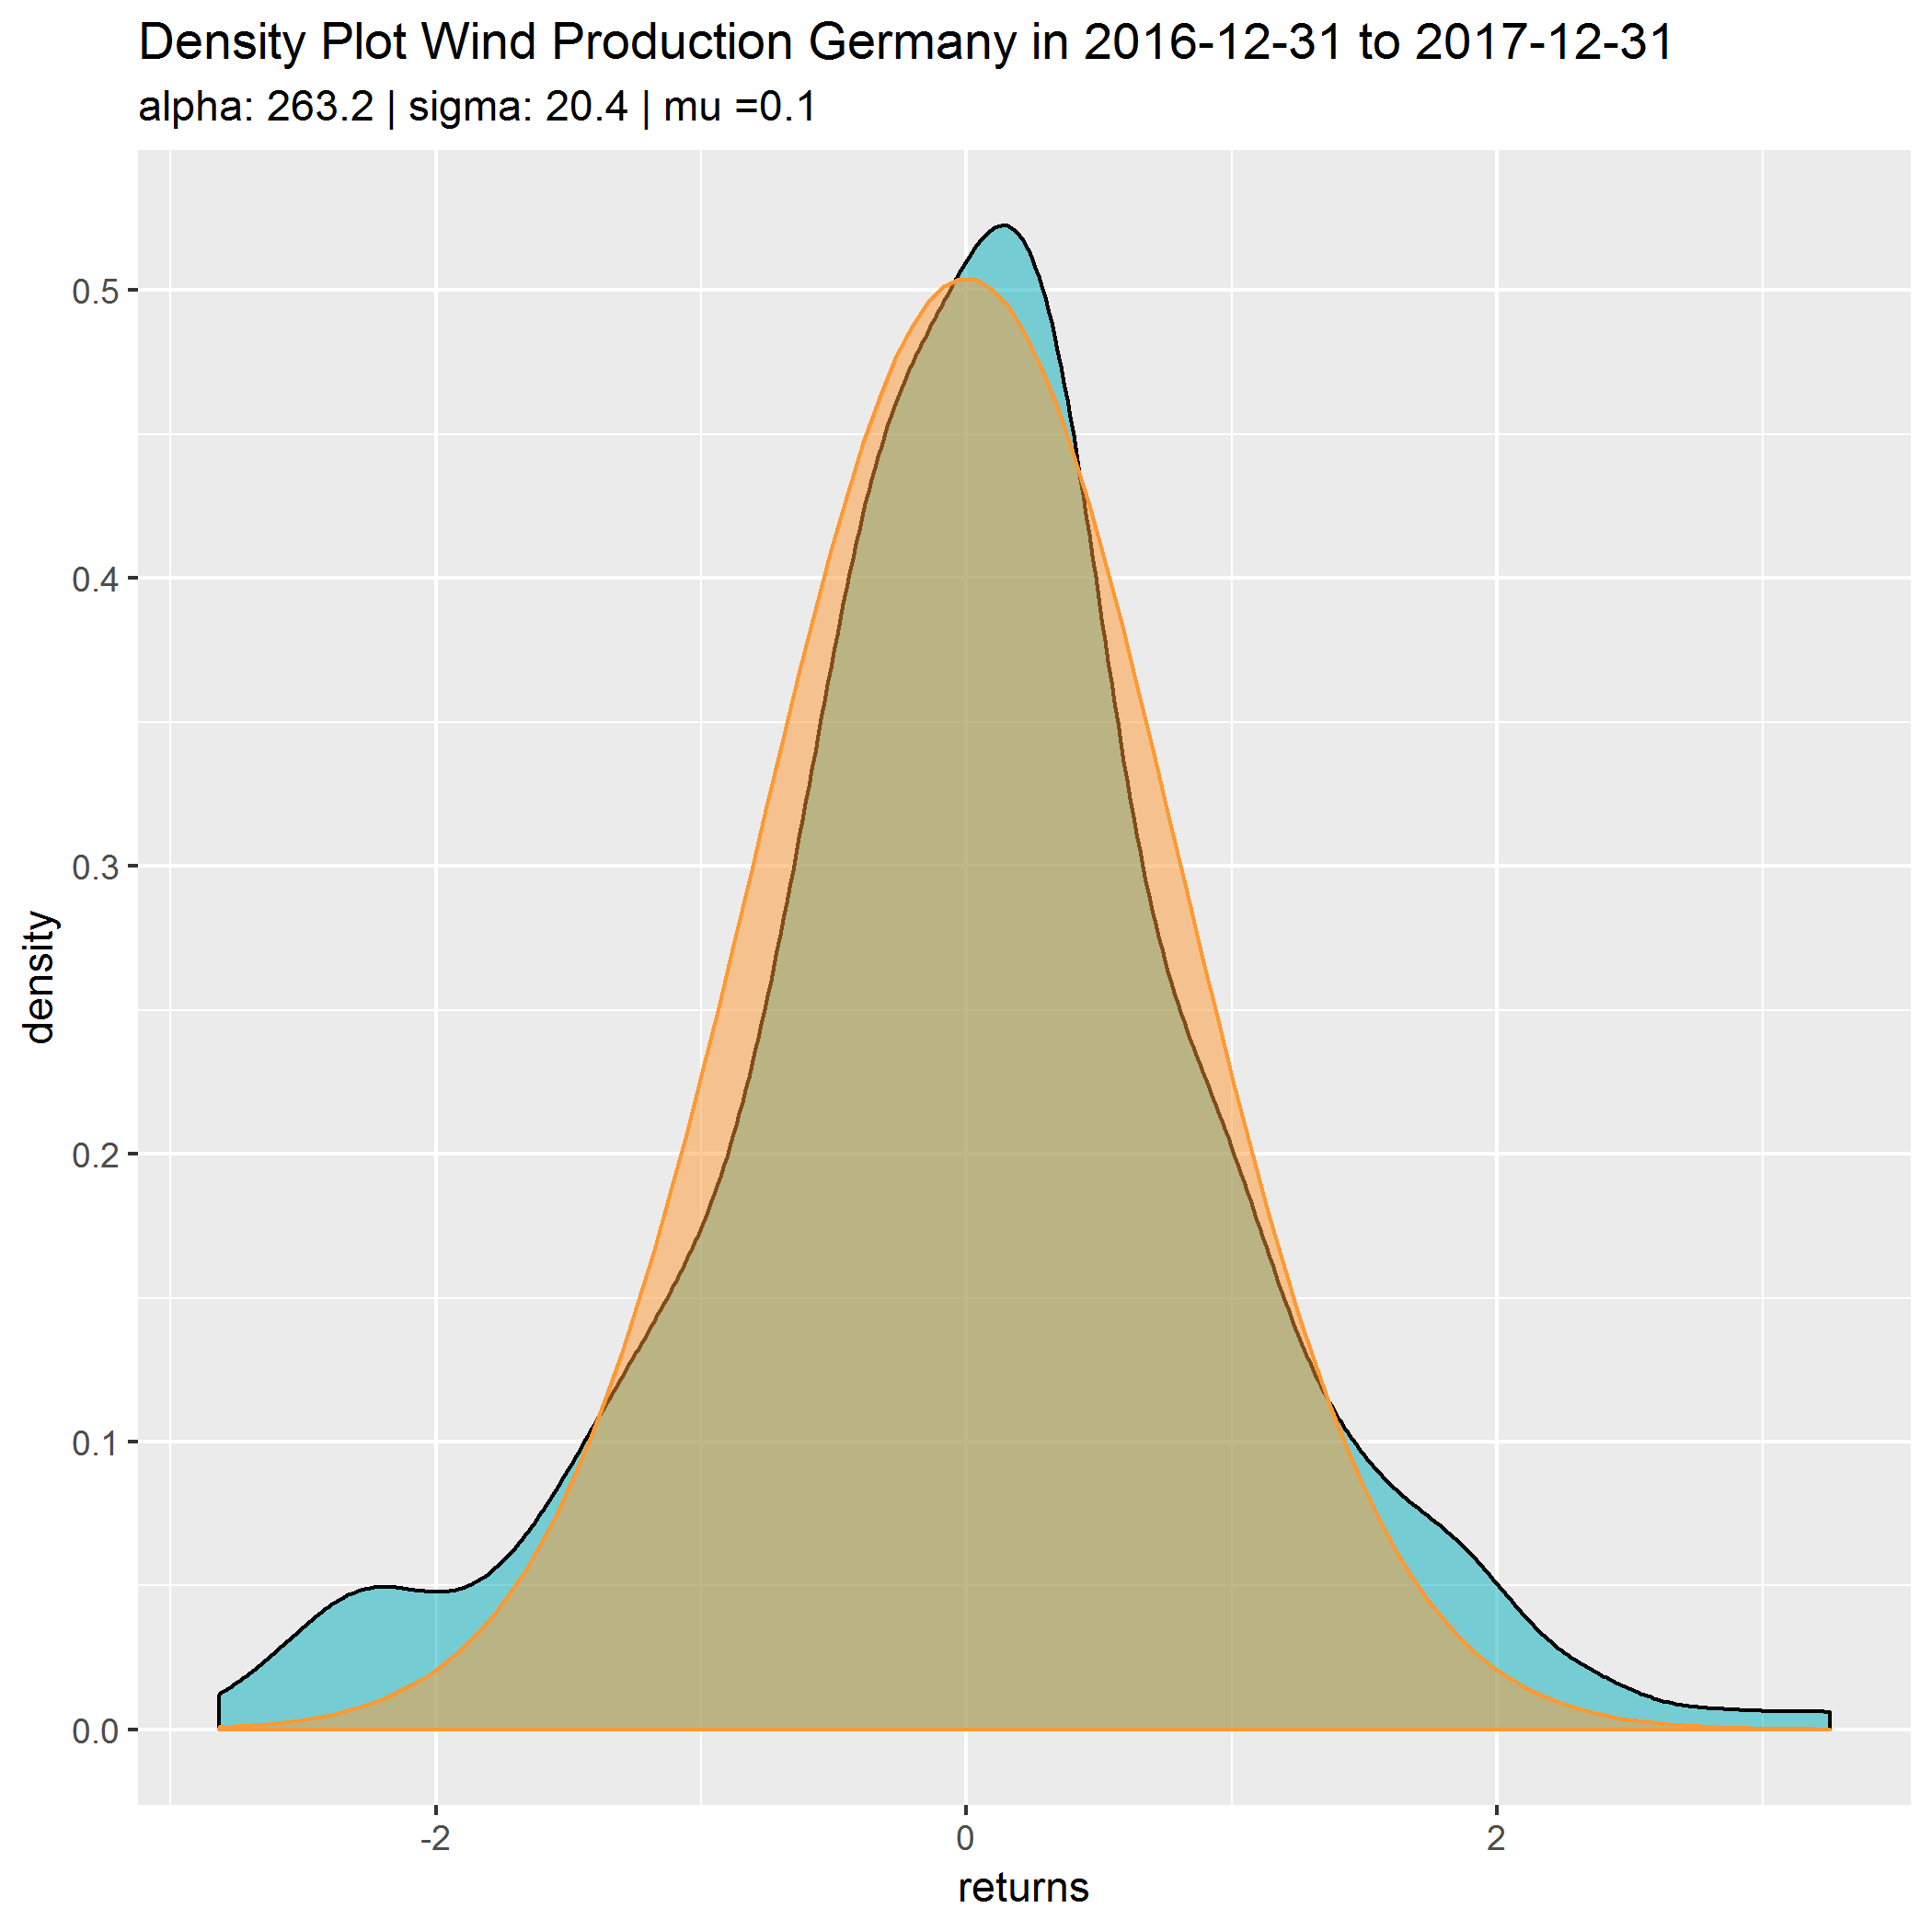 Density Plot Wind Production Germany in 2016-12-31 to 2017-12-31
alpha: 263.2 | sigma: 20.4 | mu =0.1
density
0.5
0.4
0.3
0.2
0.1
0.0
-2
0
2
returns